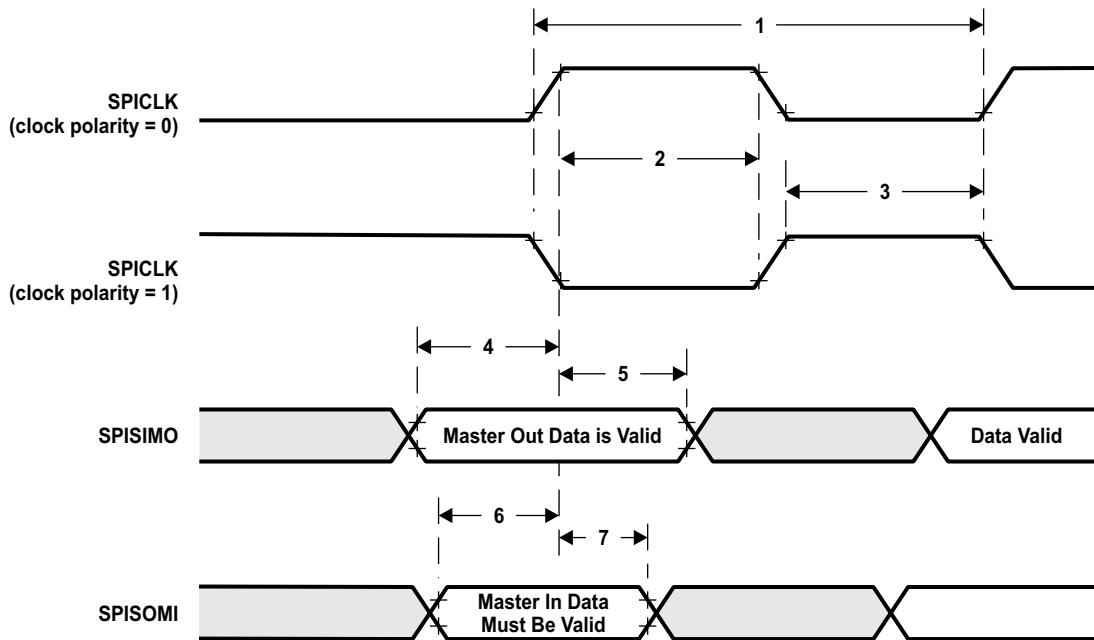 1
SPICLK
(clock polarity = 0)
2
3
SPICLK
(clock polarity = 1)
4
5
SPISIMO
Master Out Data is Valid
Data Valid
6
7
SPISOMI
Master In Data
Must Be Valid